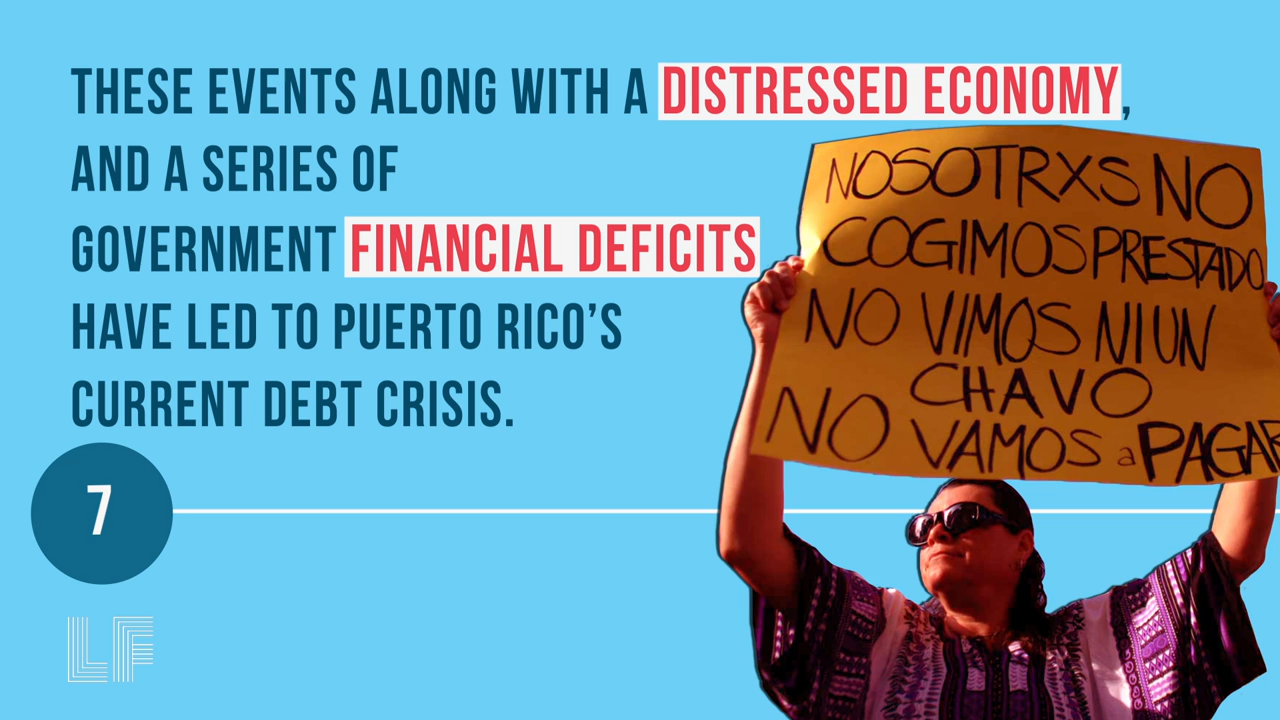 THESE EVENTS ALONG WITH A DISTRESSED ECONOMY,
AND A SERIES OF
GOVERNMENT FINANCIAL DEFICITS
HAVE LED TO PUERTO RICO'S
CURRENT DEBT CRISIS.
7
LF
NOSOTRXS NO
COGIMOS PRESTADO
NO VIMOS NI UN
CHAVO
NO VAMOS a PAGAR